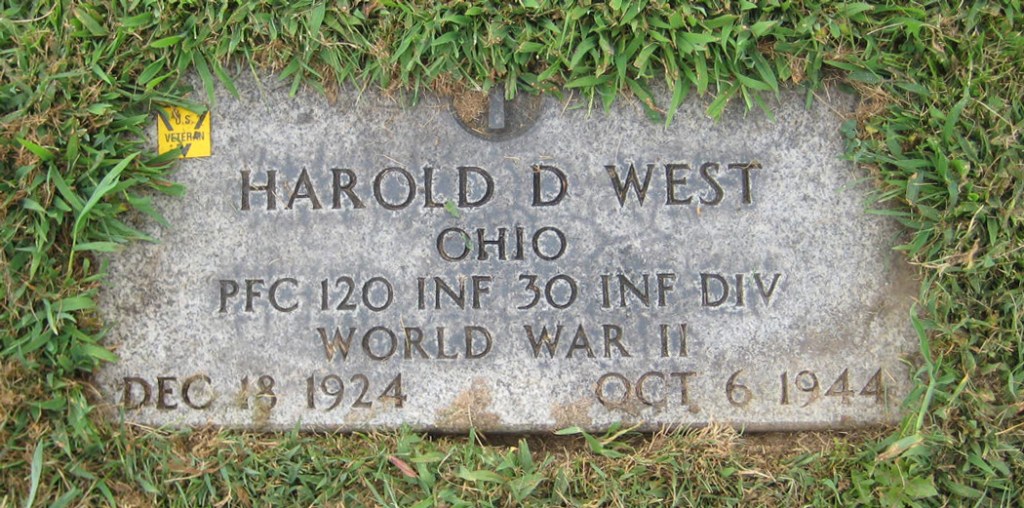 U.S.
VETERAN
HAROLD D WEST
OHIO
PFC 120 INF 30 INF DIV
WORLD WAR II
DEC 18 1924 OCT 6 1944